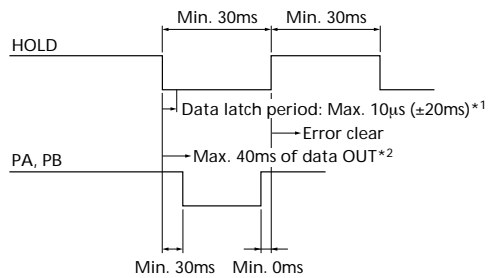 Min. 30ms Min. 30ms
HOLD
Data latch period: Max. 10μs (±20ms)*1
Error clear
Max. 40ms of data OUT*2
PA, PB
Min. 30ms Min. 0ms